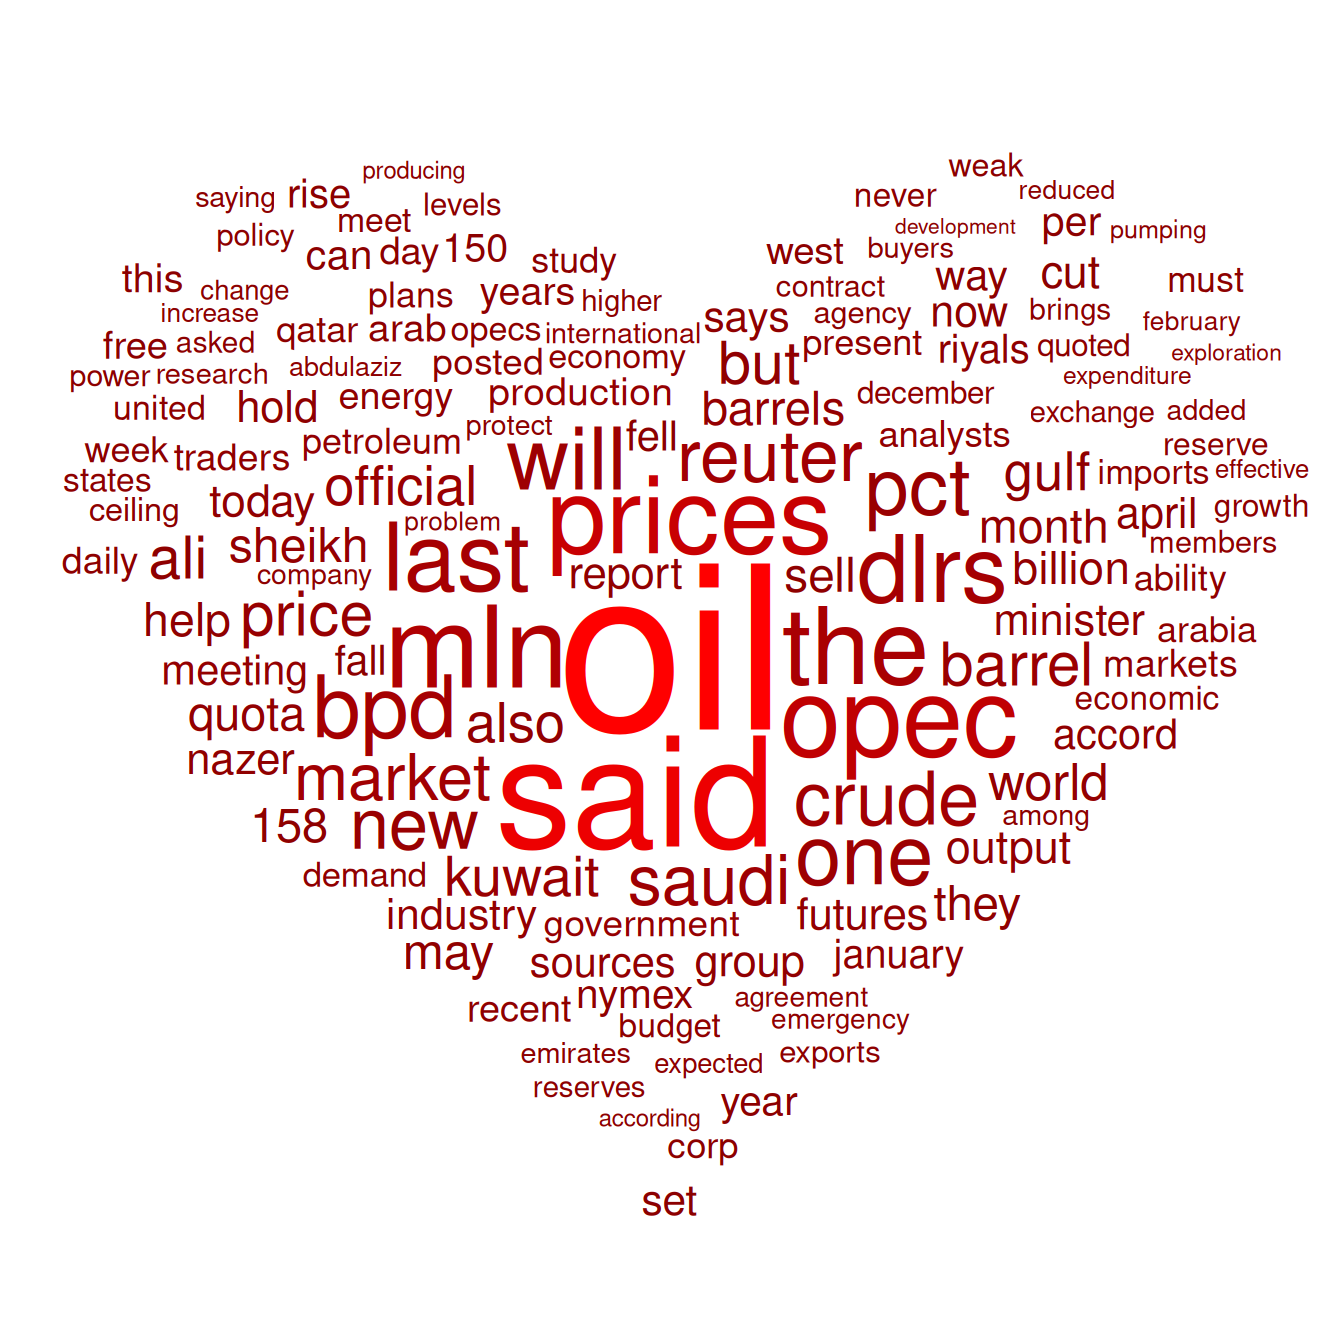 weak
producing
reduced
saying rise
never
levels
meet
development
per
pumping
policy
can day 150
west
buyers
study
this
way
cut
must
change
plans
years
higher
contract
increase
says
agency
now
brings
february
free
asked
qatar
arab
opecs
international
present
riyals
quoted
exploration
power
research
abdulaziz
posted
economy
but
expenditure
united
hold
energy
production
barrels
december
exchange
added
protect
week
traders
petroleum
will
fell
reuter
analysts
reserve
states
today
official
prices
pct
gulf
imports
effective
ceiling
problem
month
april
growth
daily
ali
sheikh
last
members
company
report
sell
dlrs
billion
ability
help
price
mln
oil
the
minister
arabia
meeting
fall
barrel
markets
quota
bpd
also
opec
economic
accord
nazer
market
said
crude
world
158
new
among
one
output
demand
kuwait
saudi
industry
government
futures
they
may
sources
group
january
recent
nymex
agreement
budget
emergency
emirates
expected
exports
reserves
according
year
corp
set